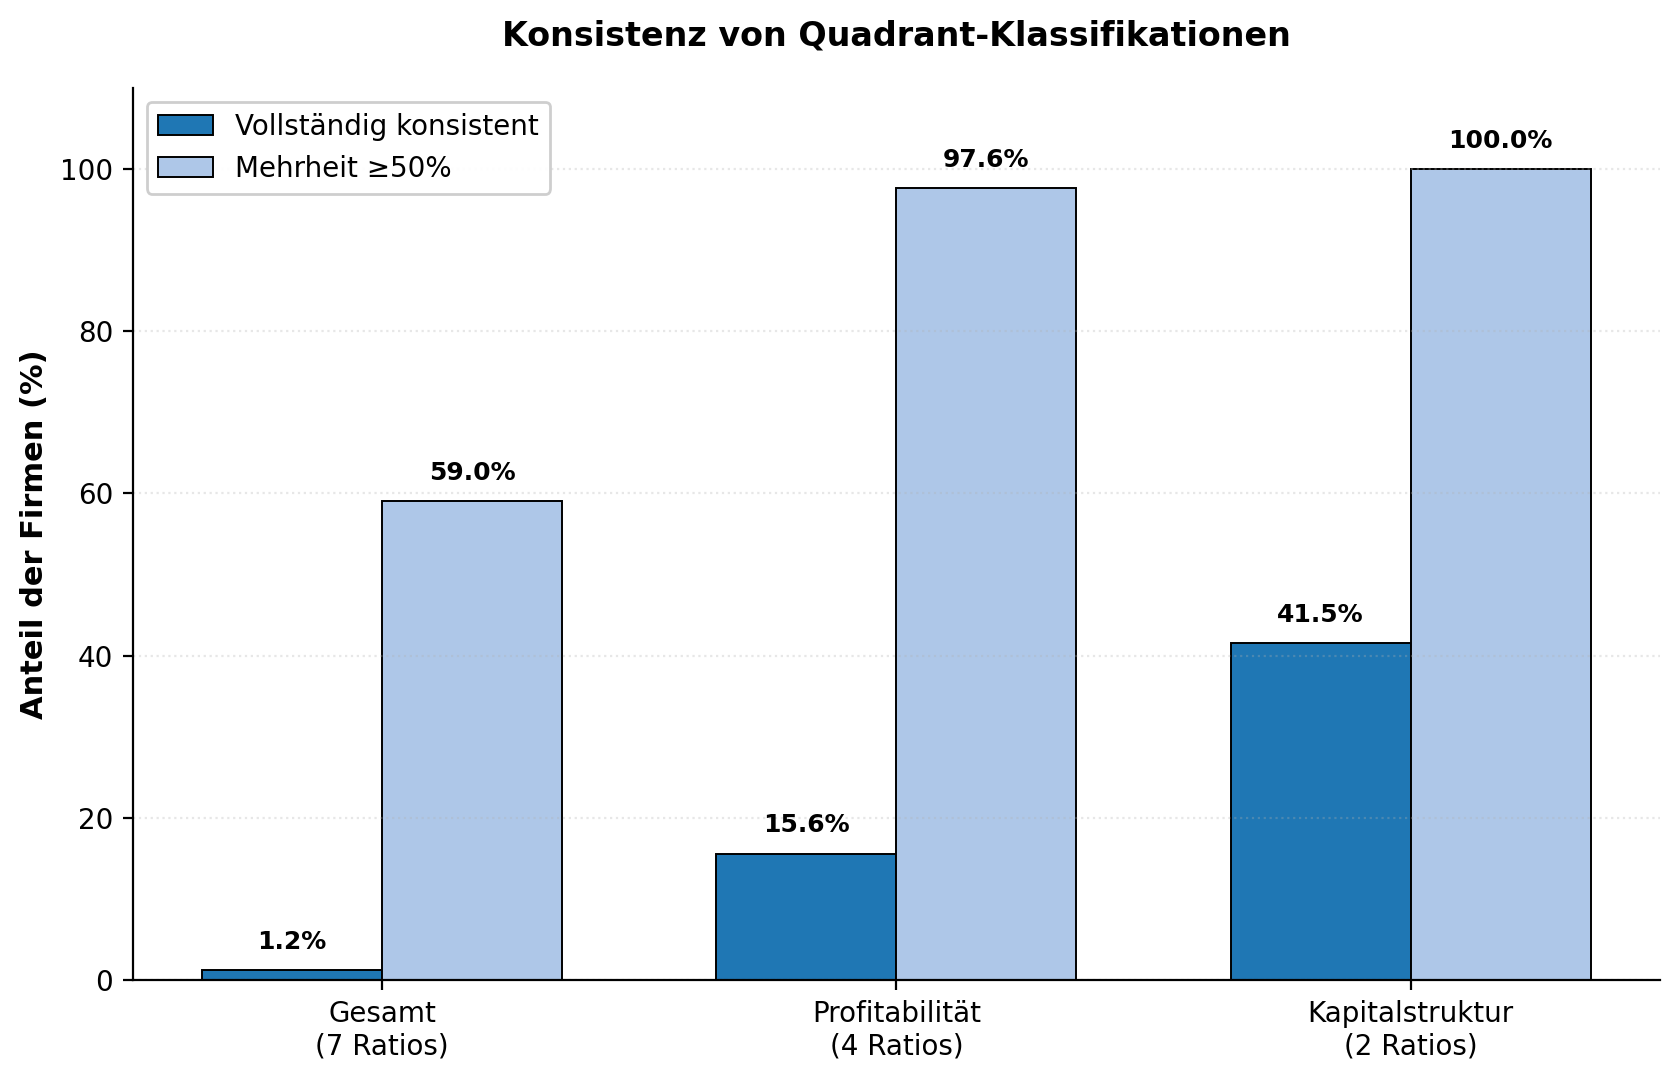 Konsistenz von Quadrant-Klassifikationen
Vollständig konsistent
Mehrheit ≥50%
Anteil der Firmen (%)
100
80
60
40
20
0
1.2%
59.0%
15.6%
97.6%
41.5%
100.0%
Gesamt
(7 Ratios)
Profitabilität
(4 Ratios)
Kapitalstruktur
(2 Ratios)